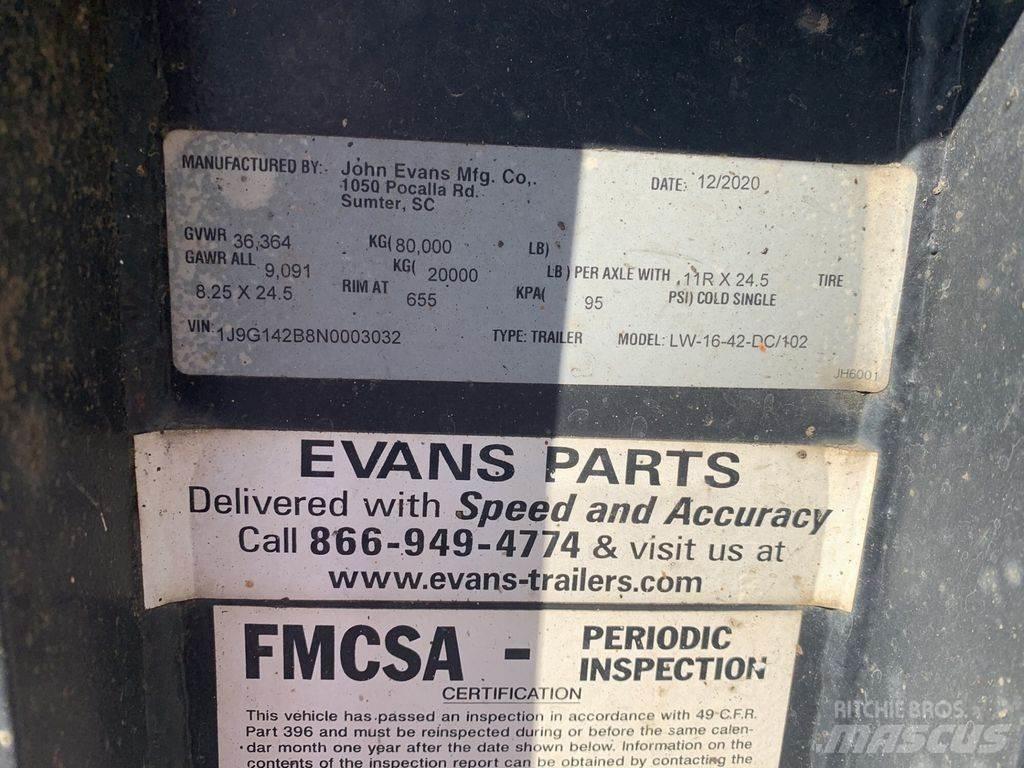 MANUFACTURED BY: John Evans Mfg. Co,.
1050 Pocalla Rd.
Sumter, SC
DATE: 12/2020
GVWR 36,364 KG( 80,000 LB)
GAWR ALL 9,091 KG( 20000 LB ) PER AXLE WITH 11R X 24.5 TIRE
8.25 X 24.5 RIM AT 655 KPA( 95 PSI) COLD SINGLE
VIN: 1J9G142B8N0003032 TYPE: TRAILER MODEL: LW-16-42-DC/102
JH6001
EVANS PARTS
Delivered with Speed and Accuracy
Call 866-949-4774 & visit us at
www.evans-trailers.com
FMCSA - PERIODIC
INSPECTION
CERTIFICATION
This vehicle has passed an inspection in accordance with 49 C.F.R.
Part 396 and must be reinspected during or before the same calen-
dar month one year after the date shown below. Information on the
contents of the inspection report can be obtained by contacting the
RITCHIE BROS.
MASCUS